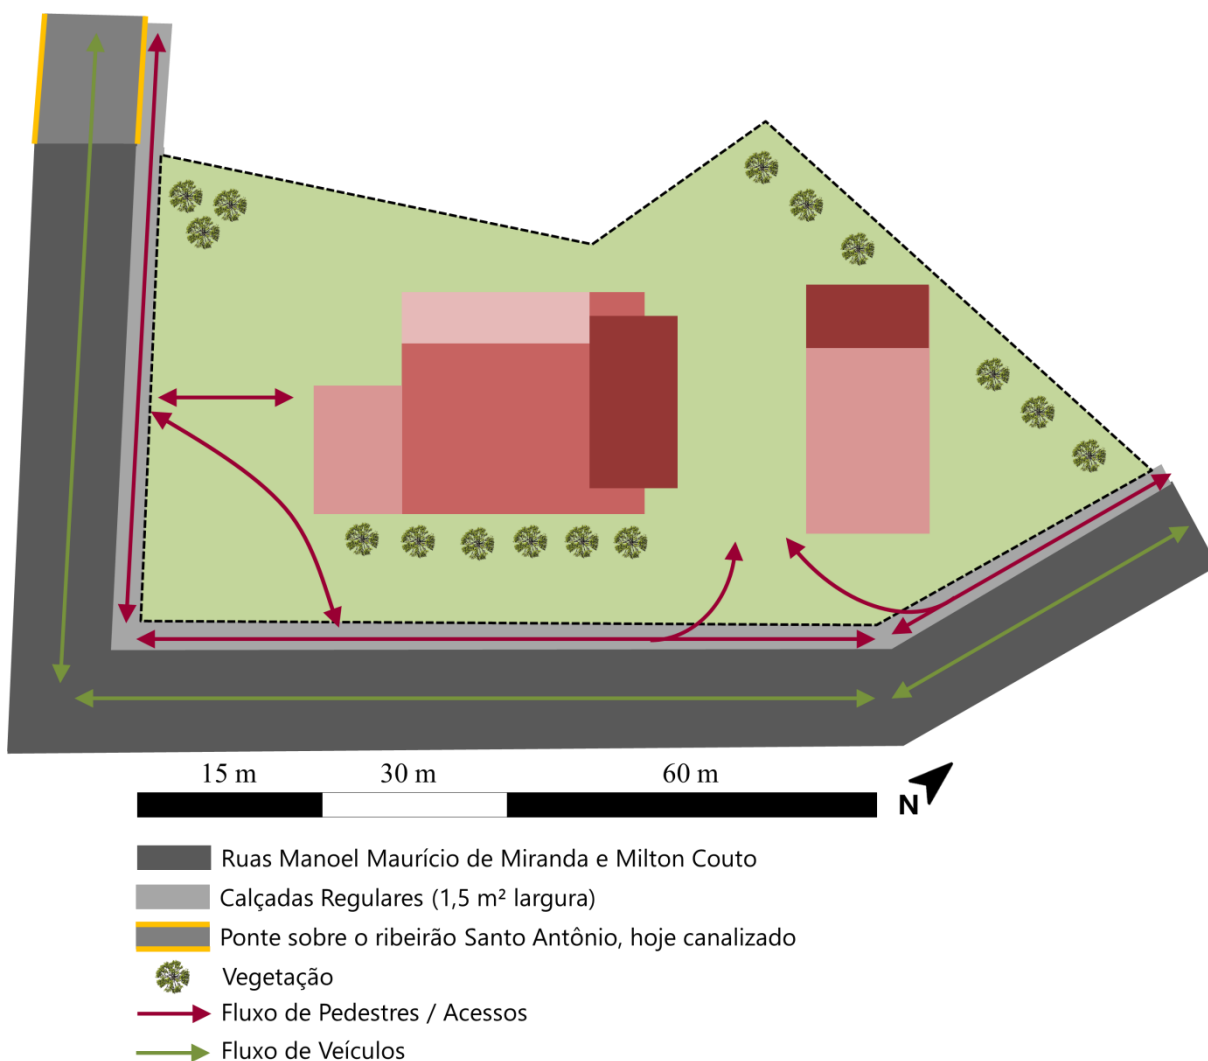 15 m 30 m 60 m
N
Ruas Manoel Maurício de Miranda e Milton Couto
Calçadas Regulares (1,5 m² largura)
Ponte sobre o ribeirão Santo Antônio, hoje canalizado
Vegetação
Fluxo de Pedestres / Acessos
Fluxo de Veículos